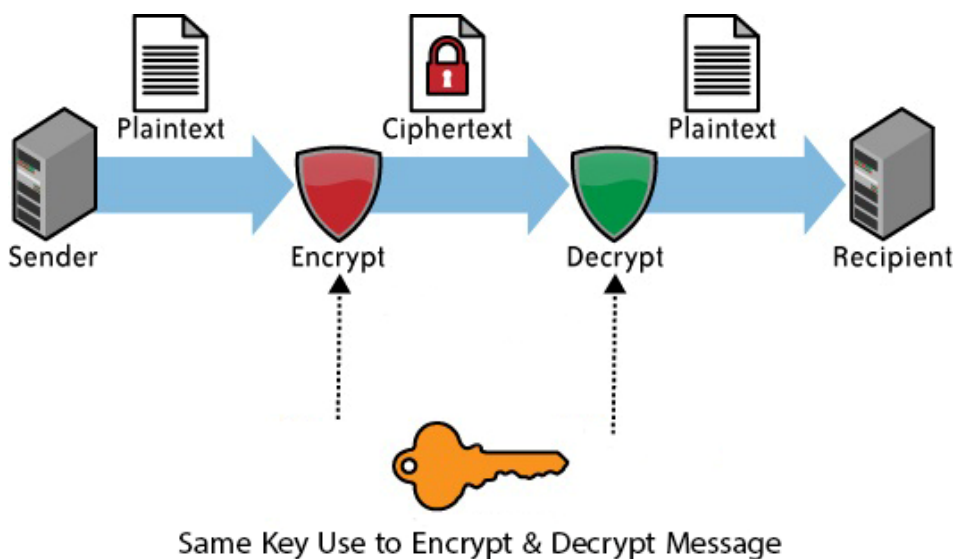 Plaintext
Ciphertext
Plaintext
Sender
Encrypt
Decrypt
Recipient
Same Key Use to Encrypt & Decrypt Message